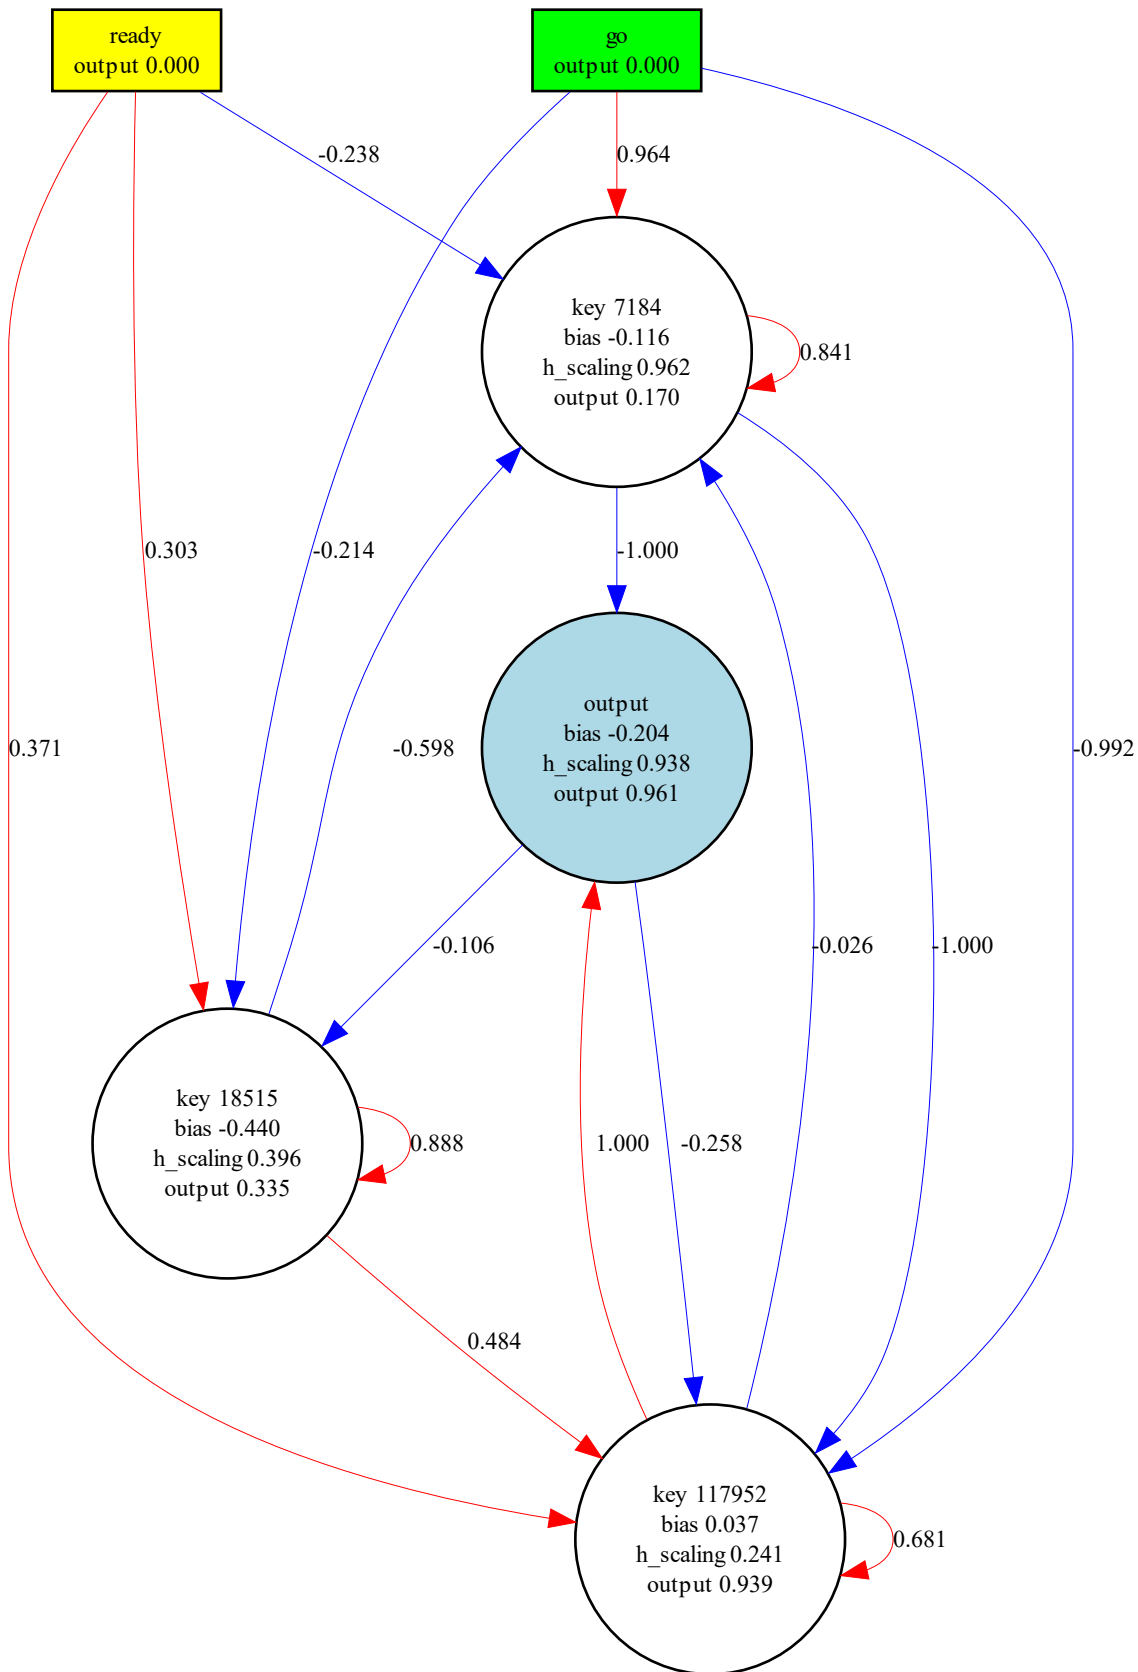 ready
output 0.000
go
output 0.000
-0.238
0.964
key 7184
bias -0.116
h_scaling 0.962
output 0.170
0.841
0.303
-0.214
-1.000
output
bias -0.204
h_scaling 0.938
output 0.961
0.371
-0.598
-0.992
-0.106
-0.026
-1.000
key 18515
bias -0.440
h_scaling 0.396
output 0.335
0.888
1.000
-0.258
0.484
key 117952
bias 0.037
h_scaling 0.241
output 0.939
0.681